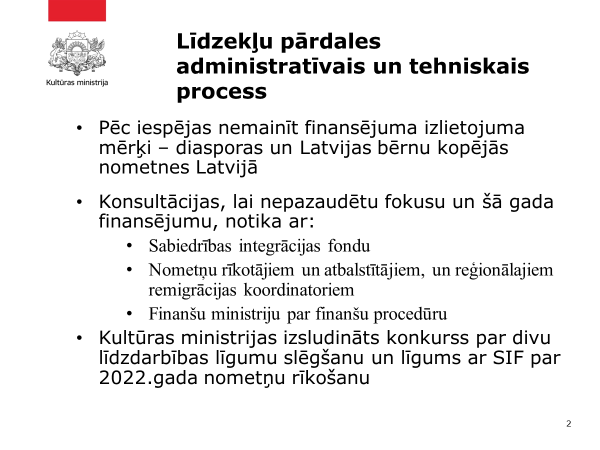 Kultūras ministrija
Līdzekļu pārdales
administratīvais un tehniskais
process
• Pēc iespējas nemainīt finansējuma izlietojuma
mērķi – diasporas un Latvijas bērnu kopējās
nometnes Latvijā
• Konsultācijas, lai nepazaudētu fokusu un šā gada
finansējumu, notika ar:
• Sabiedrības integrācijas fondu
• Nometņu rīkotājiem un atbalstītājiem, un reģionālajiem
remigrācijas koordinatoriem
• Finanšu ministriju par finanšu procedūru
• Kultūras ministrijas izsludināts konkurss par divu
līdzdarbības līgumu slēgšanu un līgums ar SIF par
2022.gada nometņu rīkošanu
2